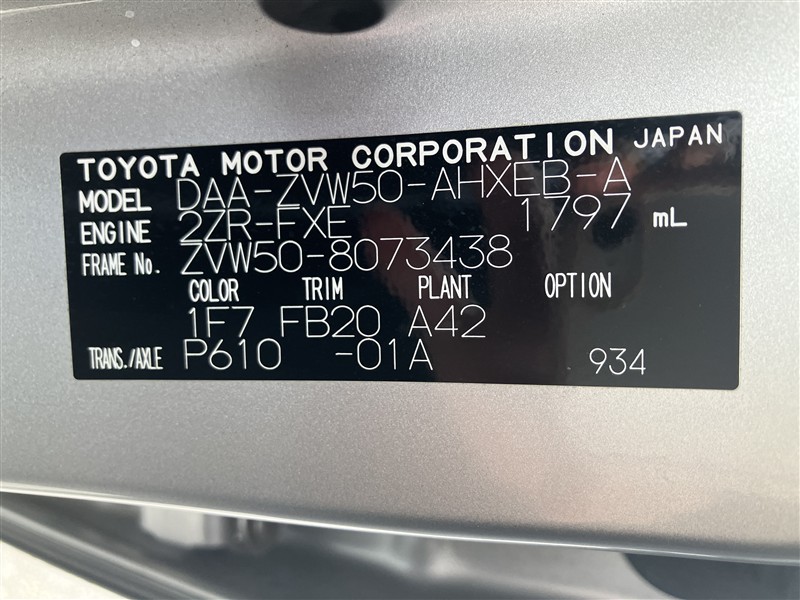 TOYOTA MOTOR CORPORATION JAPAN
MODEL DAA-ZVW50-AHXEB-A
ENGINE 2ZR-FXE 1797 mL
FRAME No. ZVW50-8073438
COLOR TRIM PLANT OPTION
1F7 FB20 A42
TRANS./AXLE P610 -01A 934